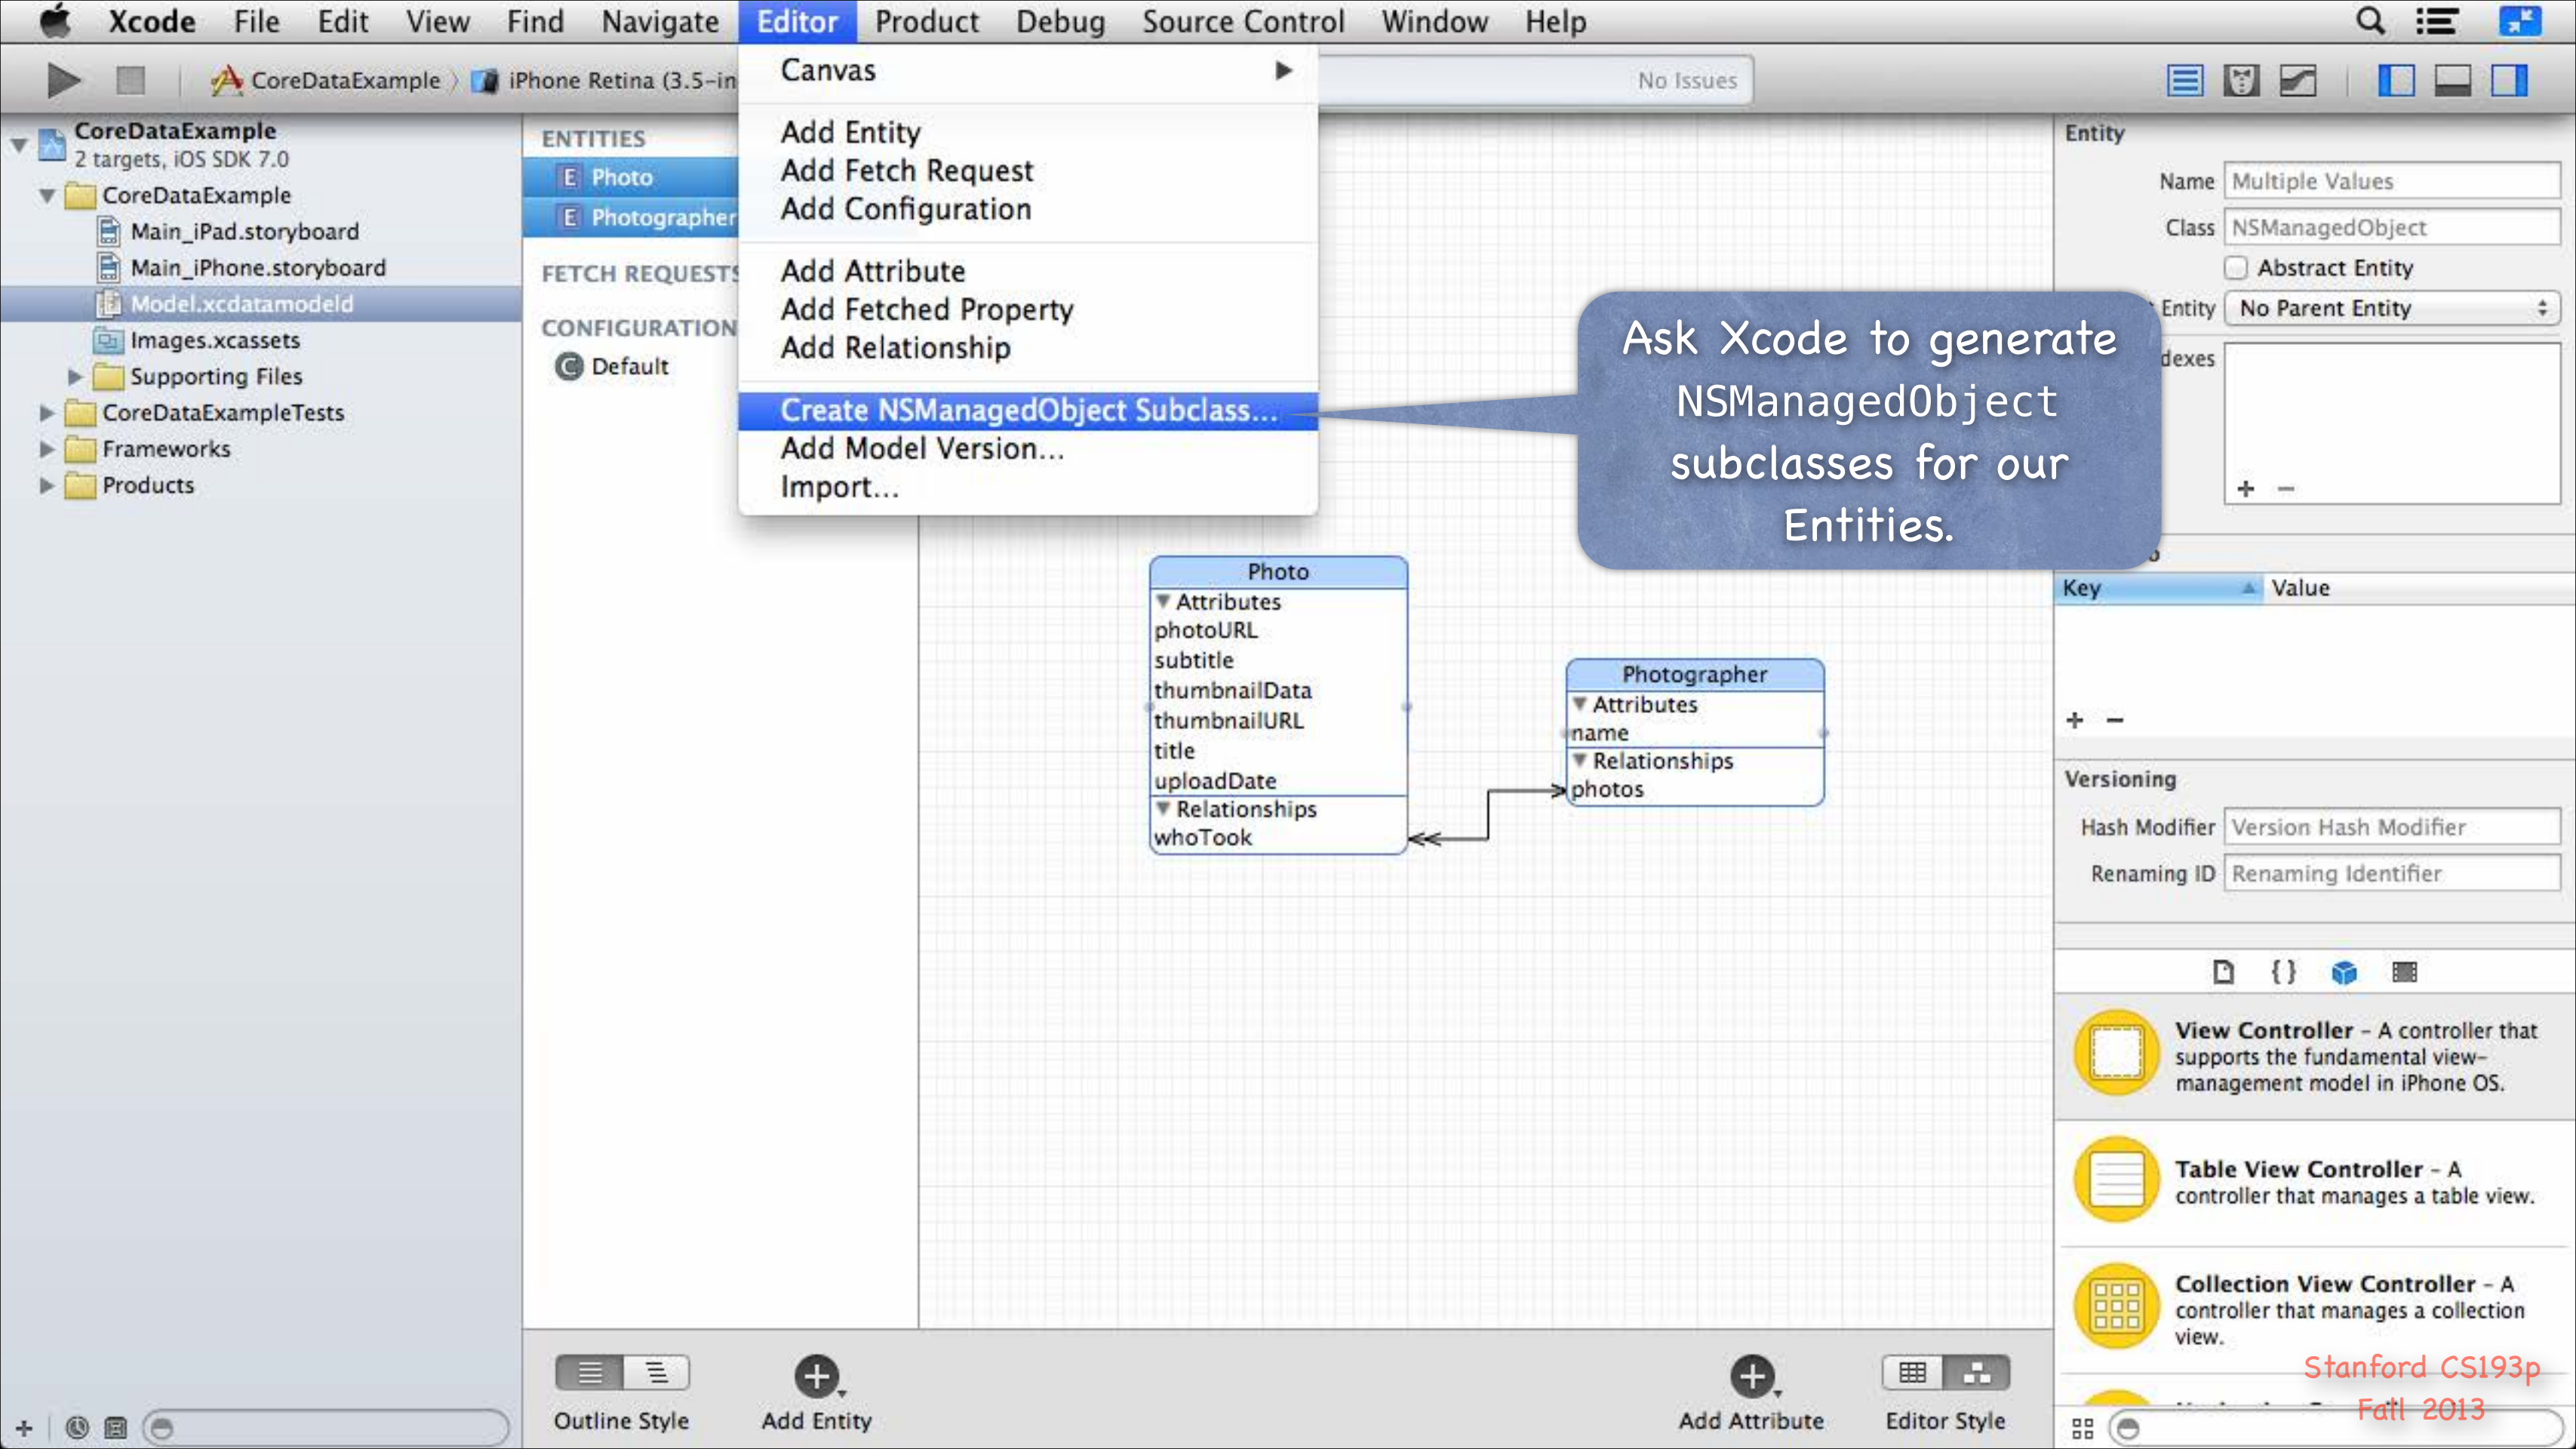 Xcode File Edit View Find Navigate Editor Product Debug Source Control Window Help
CoreDataExample iPhone Retina (3.5-in
No Issues
CoreDataExample
2 targets, iOS SDK 7.0
CoreDataExample
Main_iPad.storyboard
Main_iPhone.storyboard
Model.xcdatamodeld
Images.xcassets
Supporting Files
CoreDataExampleTests
Frameworks
Products
ENTITIES
E Photo
E Photographer
FETCH REQUESTS
CONFIGURATION
C Default
Canvas
Add Entity
Add Fetch Request
Add Configuration
Add Attribute
Add Fetched Property
Add Relationship
Create NSManagedObject Subclass...
Add Model Version...
Import...
Ask Xcode to generate
NSManagedObject
subclasses for our
Entities.
Photo
Attributes
photoURL
subtitle
thumbnailData
thumbnailURL
title
uploadDate
Relationships
whoTook
Photographer
Attributes
name
Relationships
photos
Entity
Name Multiple Values
Class NSManagedObject
Abstract Entity
Entity No Parent Entity
dexes
+ −
Key Value
+ −
Versioning
Hash Modifier Version Hash Modifier
Renaming ID Renaming Identifier
{ }
View Controller - A controller that
supports the fundamental view-
management model in iPhone OS.
Table View Controller - A
controller that manages a table view.
Collection View Controller - A
controller that manages a collection
view.
Stanford CS193p
Fall 2013
Outline Style
Add Entity
Add Attribute
Editor Style